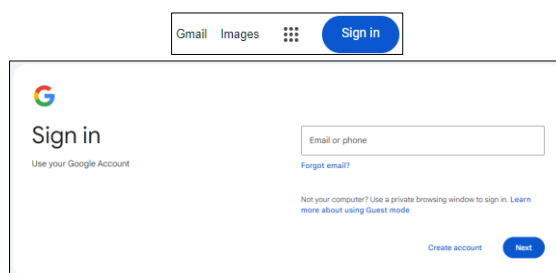 Gmail Images Sign in
Sign in
Use your Google Account
Email or phone
Forgot email?
Not your computer? Use a private browsing window to sign in. Learn
more about using Guest mode
Create account Next